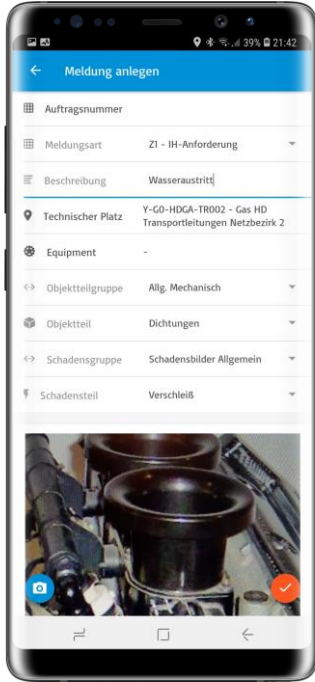 39% 21:42
Meldung anlegen
Auftragsnummer
Meldungsart Z1 - IH-Anforderung
Beschreibung Wasseraustritt
Technischer Platz Y-G0-HDGA-TR002 - Gas HD
Transportleitungen Netzbezirk 2
Equipment -
Objektteilgruppe Allg. Mechanisch
Objektteil Dichtungen
Schadensgruppe Schadensbilder Allgemein
Schadensteil Verschleiß